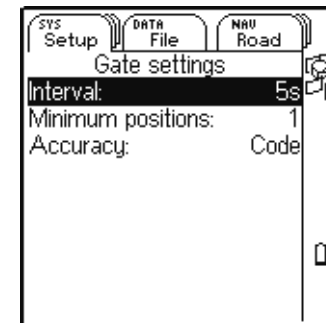 SYS DATA NAV
Setup File Road
Gate settings
Interval: 5s
Minimum positions: 1
Accuracy: Code